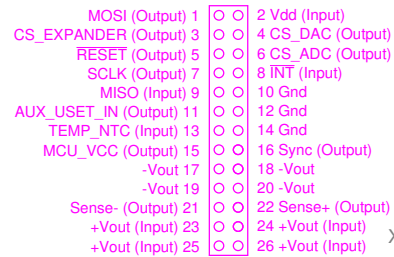 MOSI (Output) 1 2 Vdd (Input)
CS_EXPANDER (Output) 3 4 CS_DAC (Output)
RESET (Output) 5 6 CS_ADC (Output)
SCLK (Output) 7 8 INT (Input)
MISO (Input) 9 10 Gnd
AUX_USET_IN (Output) 11 12 Gnd
TEMP_NTC (Input) 13 14 Gnd
MCU_VCC (Output) 15 16 Sync (Output)
-Vout 17 18 -Vout
-Vout 19 20 -Vout
Sense- (Output) 21 22 Sense+ (Output)
+Vout (Input) 23 24 +Vout (Input)
+Vout (Input) 25 26 +Vout (Input)